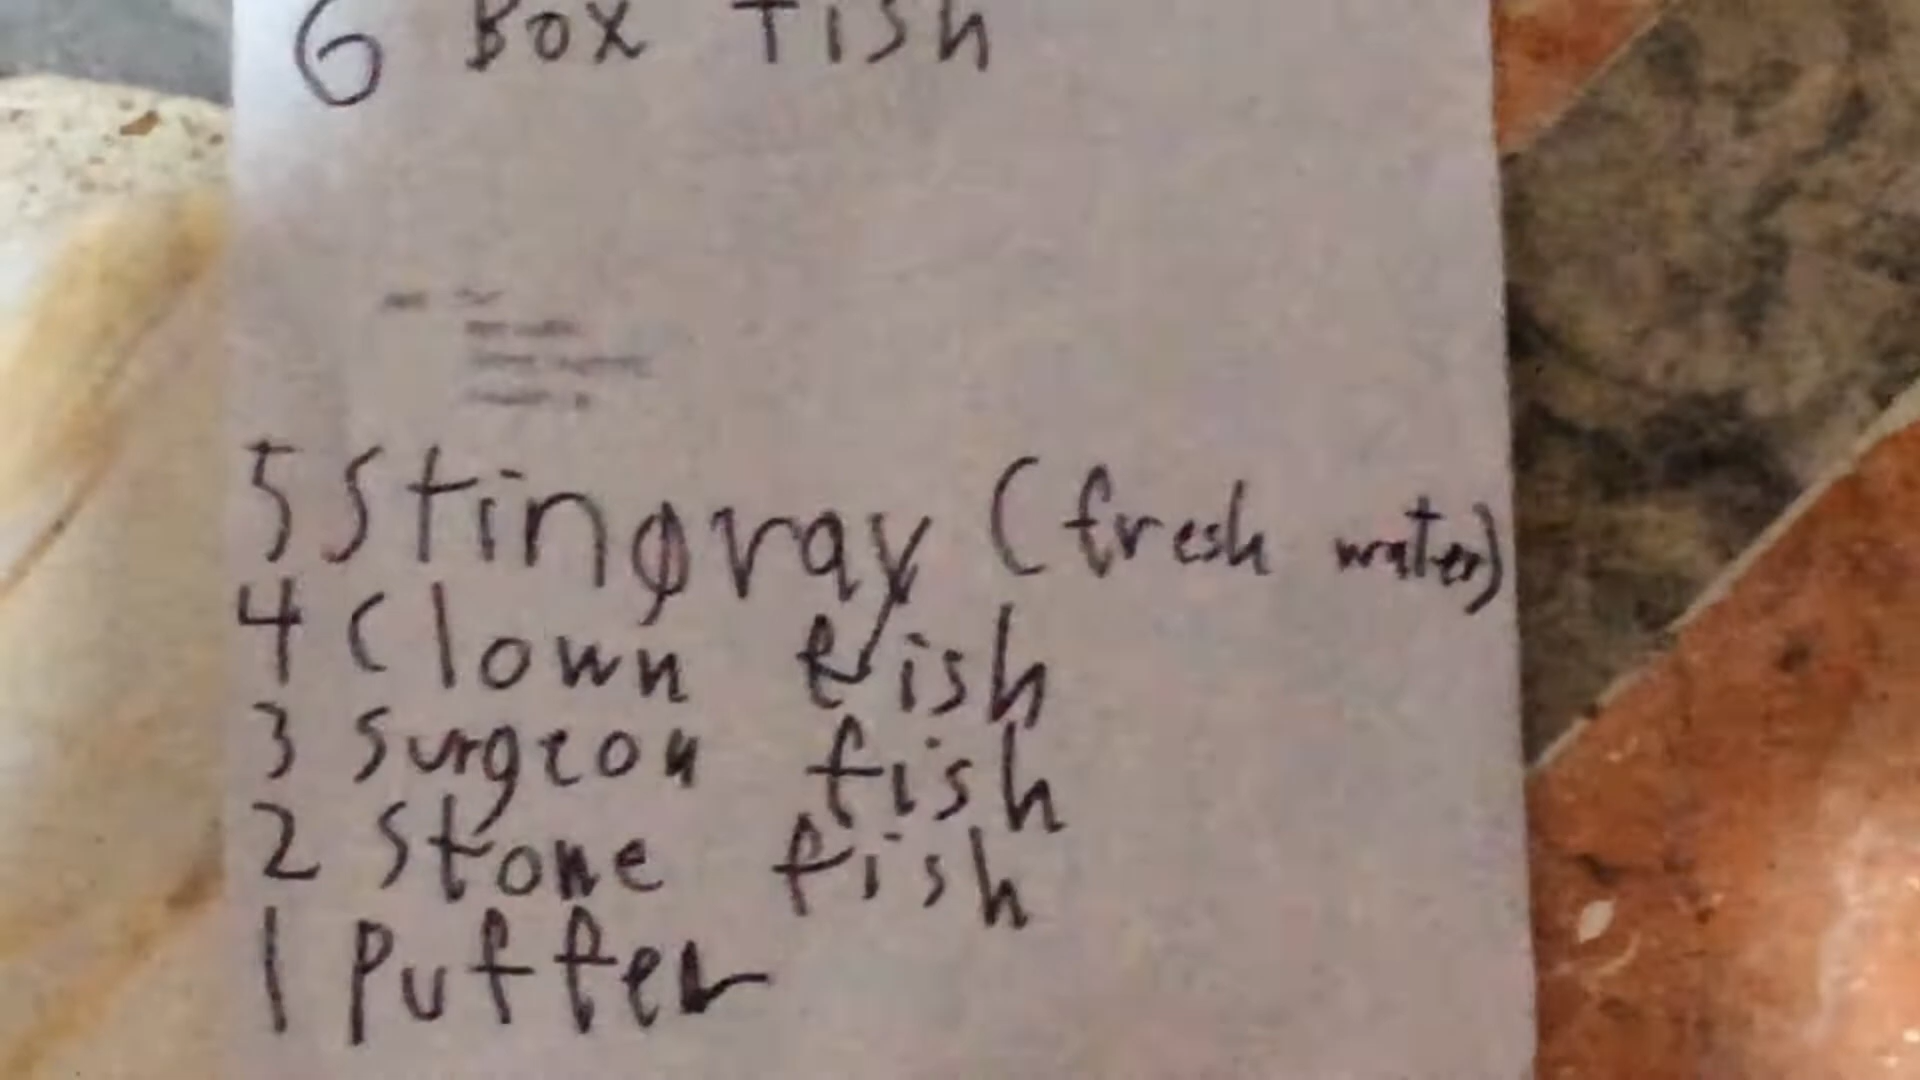 6 Box fish
5 Stingray (fresh water)
4 Clown fish
3 Surgeon fish
2 Stone fish
1 Puffer